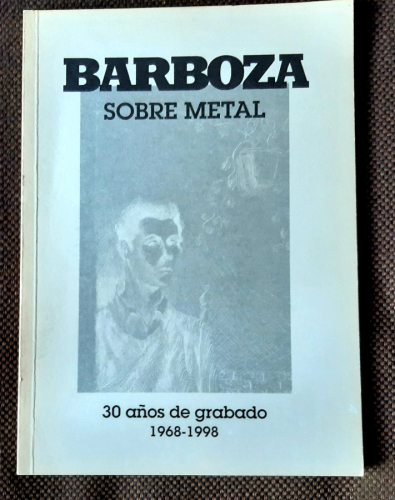 BARBOZA
SOBRE METAL
30 años de grabado
1968-1998